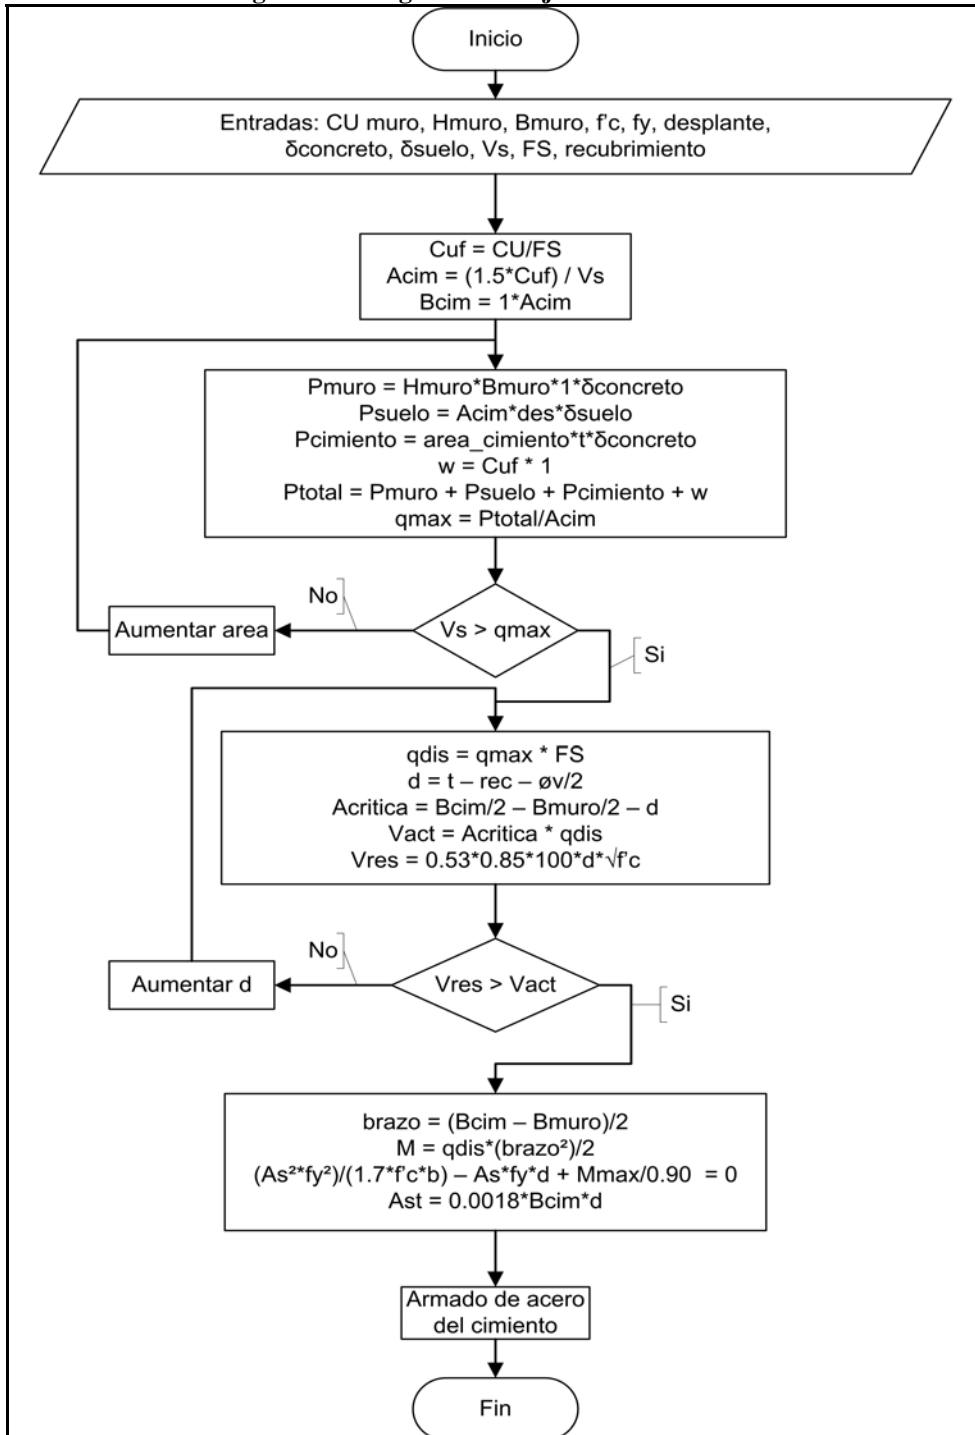 Inicio
Entradas: CU muro, Hmuro, Bmuro, f'c, fy, desplante,
δconcreto, δsuelo, Vs, FS, recubrimiento
Cuf = CU/FS
Acim = (1.5*Cuf) / Vs
Bcim = 1*Acim
Pmuro = Hmuro*Bmuro*1*δconcreto
Psuelo = Acim*des*δsuelo
Pcimiento = area_cimiento*t*δconcreto
w = Cuf * 1
Ptotal = Pmuro + Psuelo + Pcimiento + w
qmax = Ptotal/Acim
No
Aumentar area
Vs > qmax
Si
qdis = qmax * FS
d = t – rec – øv/2
Acritica = Bcim/2 – Bmuro/2 – d
Vact = Acritica * qdis
Vres = 0.53*0.85*100*d*√f'c
No
Aumentar d
Vres > Vact
Si
brazo = (Bcim – Bmuro)/2
M = qdis*(brazo²)/2
(As²*fy²)/(1.7*f'c*b) – As*fy*d + Mmax/0.90 = 0
Ast = 0.0018*Bcim*d
Armado de acero
del cimiento
Fin